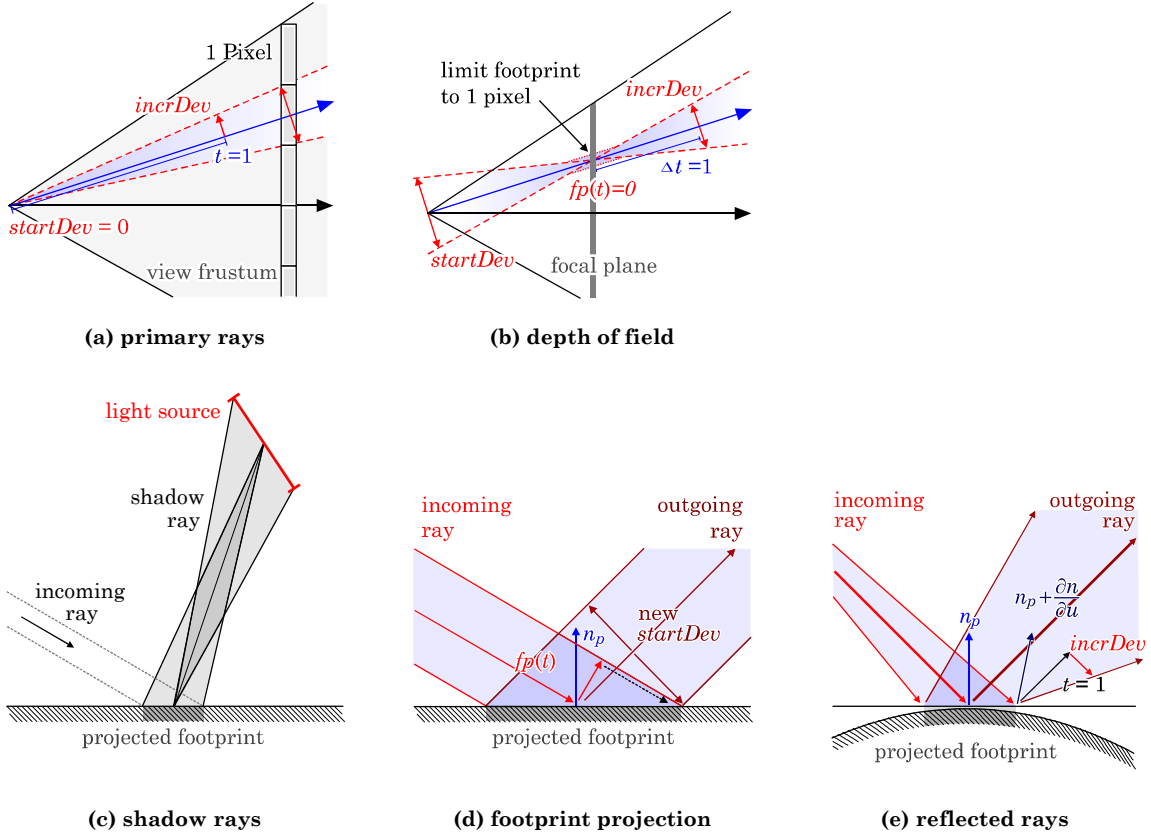 1 Pixel
incrDev
t=1
startDev = 0
view frustum
(a) primary rays
limit footprint
to 1 pixel
incrDev
Δt=1
fp(t)=0
startDev
focal plane
(b) depth of field
light source
shadow
ray
incoming
ray
projected footprint
(c) shadow rays
incoming
ray
outgoing
ray
new
startDev
n_p
fp(t)
projected footprint
(d) footprint projection
incoming
ray
outgoing
ray
n_p + ∂n/∂u
n_p
incrDev
t = 1
projected footprint
(e) reflected rays